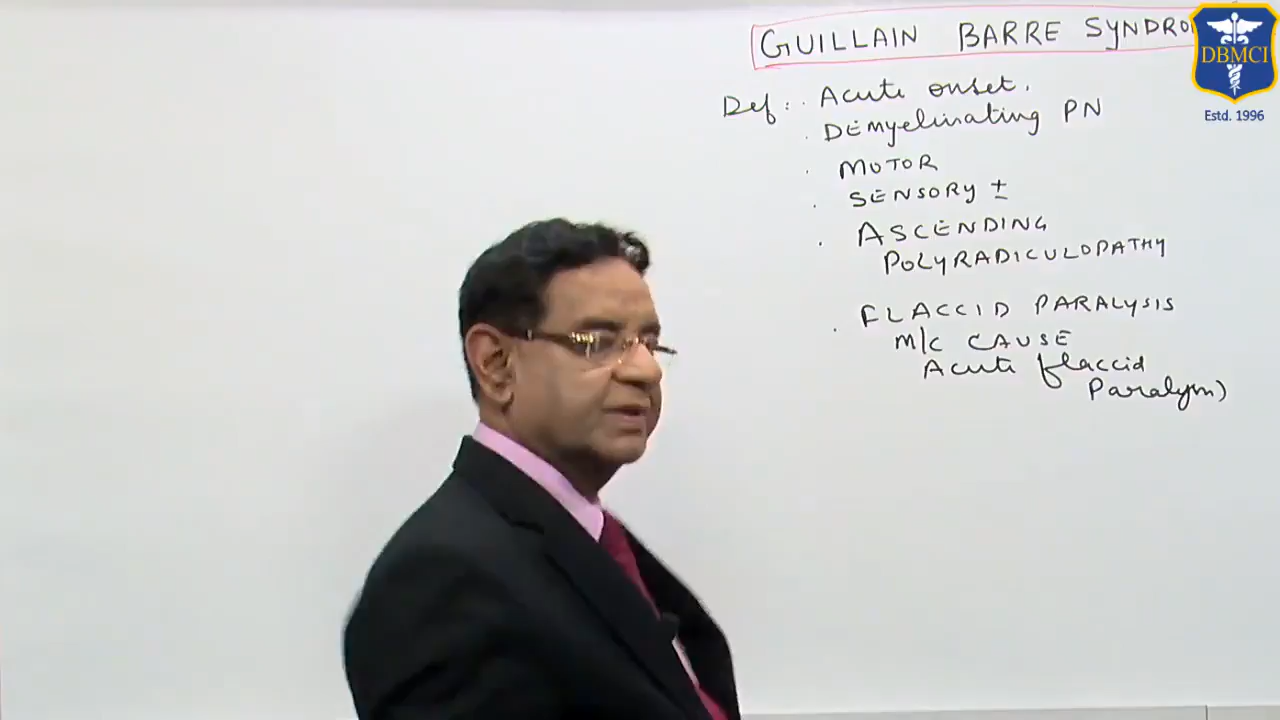 GUILLAIN BARRE SYNDRO
DBMCI
Estd. 1996
Def:. Acute onset.
. DEmyelinating PN
. MOTOR
. SENSORY ±
. ASCENDING
POLYRADICULOPATHY
. FLACCID PARALYSIS
M/C CAUSE
Acute flaccid